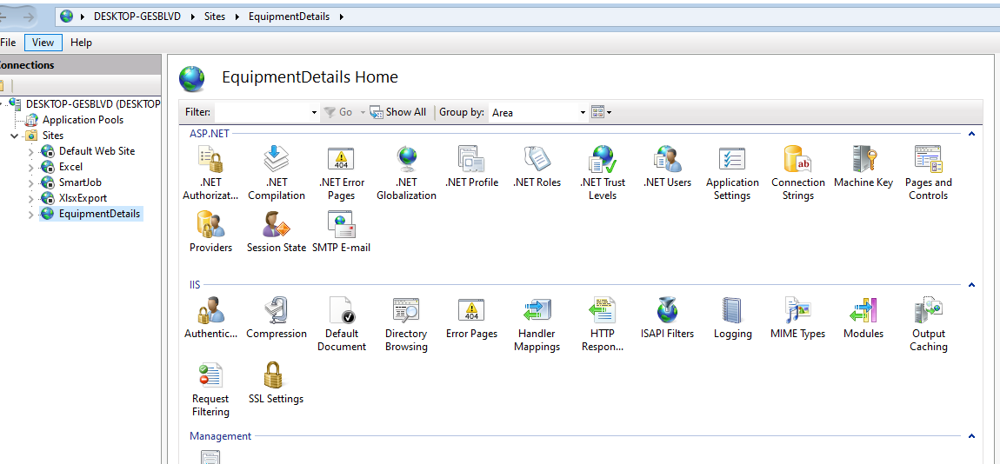 DESKTOP-GESBLVD Sites EquipmentDetails
File View Help
Connections
EquipmentDetails Home
Filter: Go Show All Group by: Area
DESKTOP-GESBLVD (DESKTOP
Application Pools
Sites
Default Web Site
Excel
SmartJob
XlsxExport
EquipmentDetails
ASP.NET
.NET Authorizat...
.NET Compilation
.NET Error Pages
.NET Globalization
.NET Profile
.NET Roles
.NET Trust Levels
.NET Users
Application Settings
Connection Strings
Machine Key
Pages and Controls
Providers
Session State
SMTP E-mail
IIS
Authentic...
Compression
Default Document
Directory Browsing
Error Pages
Handler Mappings
HTTP Respon...
ISAPI Filters
Logging
MIME Types
Modules
Output Caching
Request Filtering
SSL Settings
Management